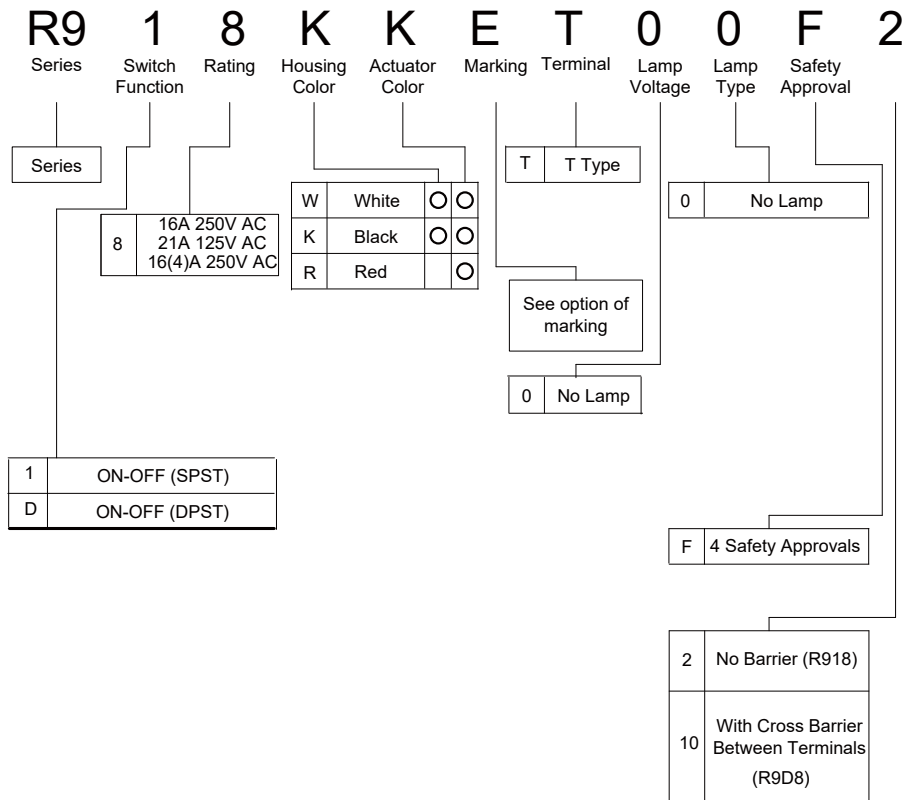 R9 1 8 K K E T 0 0 F 2
Series Switch Function Rating Housing Color Actuator Color Marking Terminal Lamp Voltage Lamp Type Safety Approval
Series
8 16A 250V AC
21A 125V AC
16(4)A 250V AC
W White O O
K Black O O
R Red O
T T Type
0 No Lamp
See option of
marking
0 No Lamp
1 ON-OFF (SPST)
D ON-OFF (DPST)
F 4 Safety Approvals
2 No Barrier (R918)
10 With Cross Barrier
Between Terminals
(R9D8)